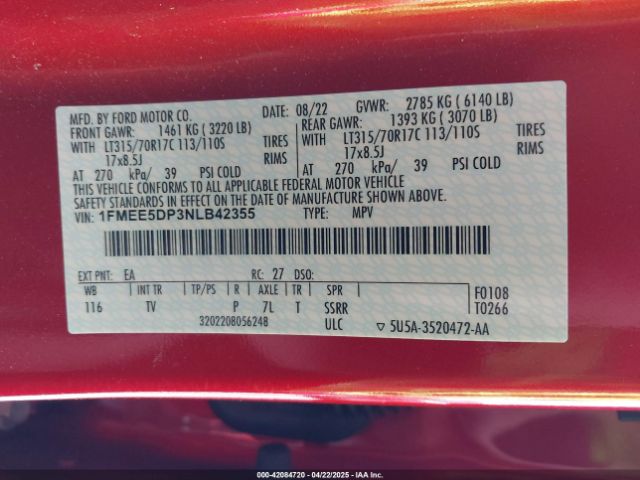 MFD. BY FORD MOTOR CO. DATE: 08/22 GVWR: 2785 KG ( 6140 LB)
FRONT GAWR: 1461 KG ( 3220 LB) REAR GAWR: 1393 KG ( 3070 LB)
WITH LT315/70R17C 113/110S TIRES WITH LT315/70R17C 113/110S TIRES
17x8.5J RIMS 17x8.5J RIMS
AT 270 kPa/ 39 PSI COLD AT 270 kPa/ 39 PSI COLD
THIS VEHICLE CONFORMS TO ALL APPLICABLE FEDERAL MOTOR VEHICLE
SAFETY STANDARDS IN EFFECT ON THE DATE OF MANUFACTURE SHOWN ABOVE.
VIN: 1FMEE5DP3NLB42355 TYPE: MPV
EXT PNT: EA RC: 27 DSO:
WB INT TR TP/PS R AXLE TR SPR F0108
116 TV P 7L T SSRR T0266
3202208056248 ULC 5U5A-3520472-AA
000-42084720 - 04/22/2025 - IAA Inc.